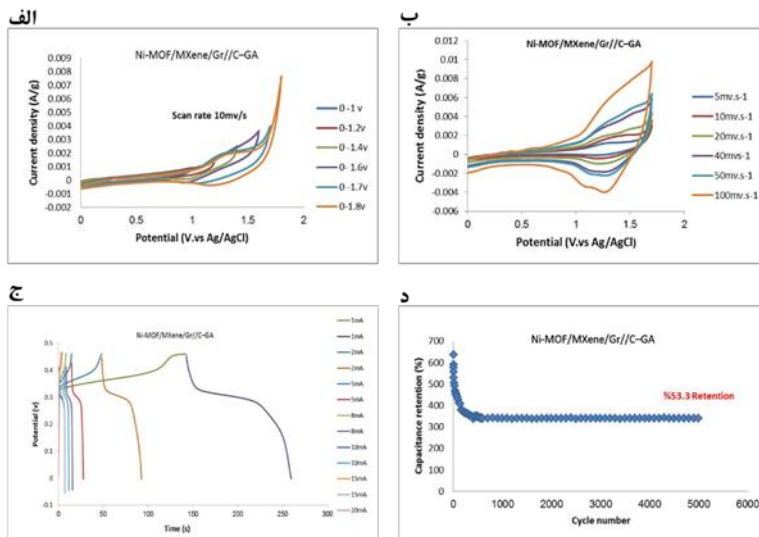 الف
Ni-MOF/MXene/Gr//C–GA
Current density (A/g)
0.009
0.008
0.007
0.006
0.005
0.004
0.003
0.002
0.001
0
-0.001
-0.002
Scan rate 10mv/s
0 -1 v
0-1.2v
0 -1.4v
0- 1.6v
0 -1.7v
0 -1.8v
0
0.5
1
1.5
2
Potential (V.vs Ag/AgCl)
ب
Ni-MOF/MXene/Gr//C–GA
Current density (A/g)
0.012
0.01
0.008
0.006
0.004
0.002
0
-0.002
-0.004
-0.006
5mv.s-1
10mv.s-1
20mv.s-1
40mvs-1
50mv.s-1
100mv.s-1
0
0.5
1
1.5
2
Potential (V.vs Ag/AgCl)
ج
Ni-MOF/MXene/Gr//C–GA
Potential (v)
0.5
0.4
0.3
0.2
0.1
0
-0.1
1mA
1mA
2mA
2mA
5mA
5mA
8mA
8mA
10mA
10mA
15mA
15mA
20mA
0
50
100
150
200
250
300
Time (s)
د
Ni-MOF/MXene/Gr//C–GA
Capacitance retention (%)
700
600
500
400
300
200
100
0
%53.3 Retention
0
1000
2000
3000
4000
5000
6000
Cycle number